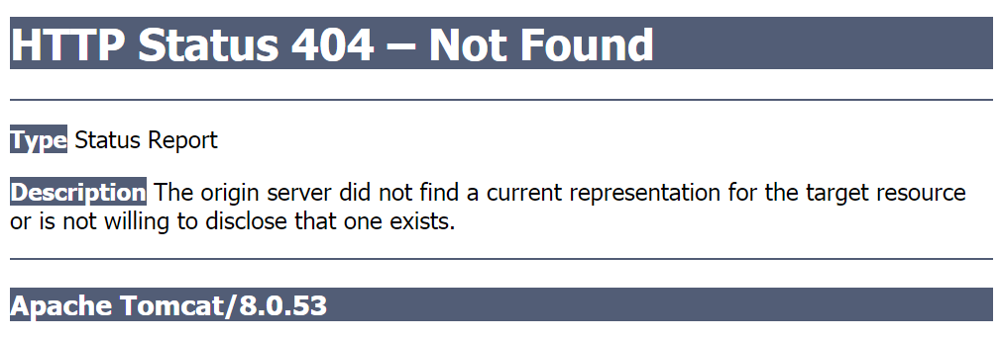 HTTP Status 404 – Not Found
Type Status Report
Description The origin server did not find a current representation for the target resource
or is not willing to disclose that one exists.
Apache Tomcat/8.0.53